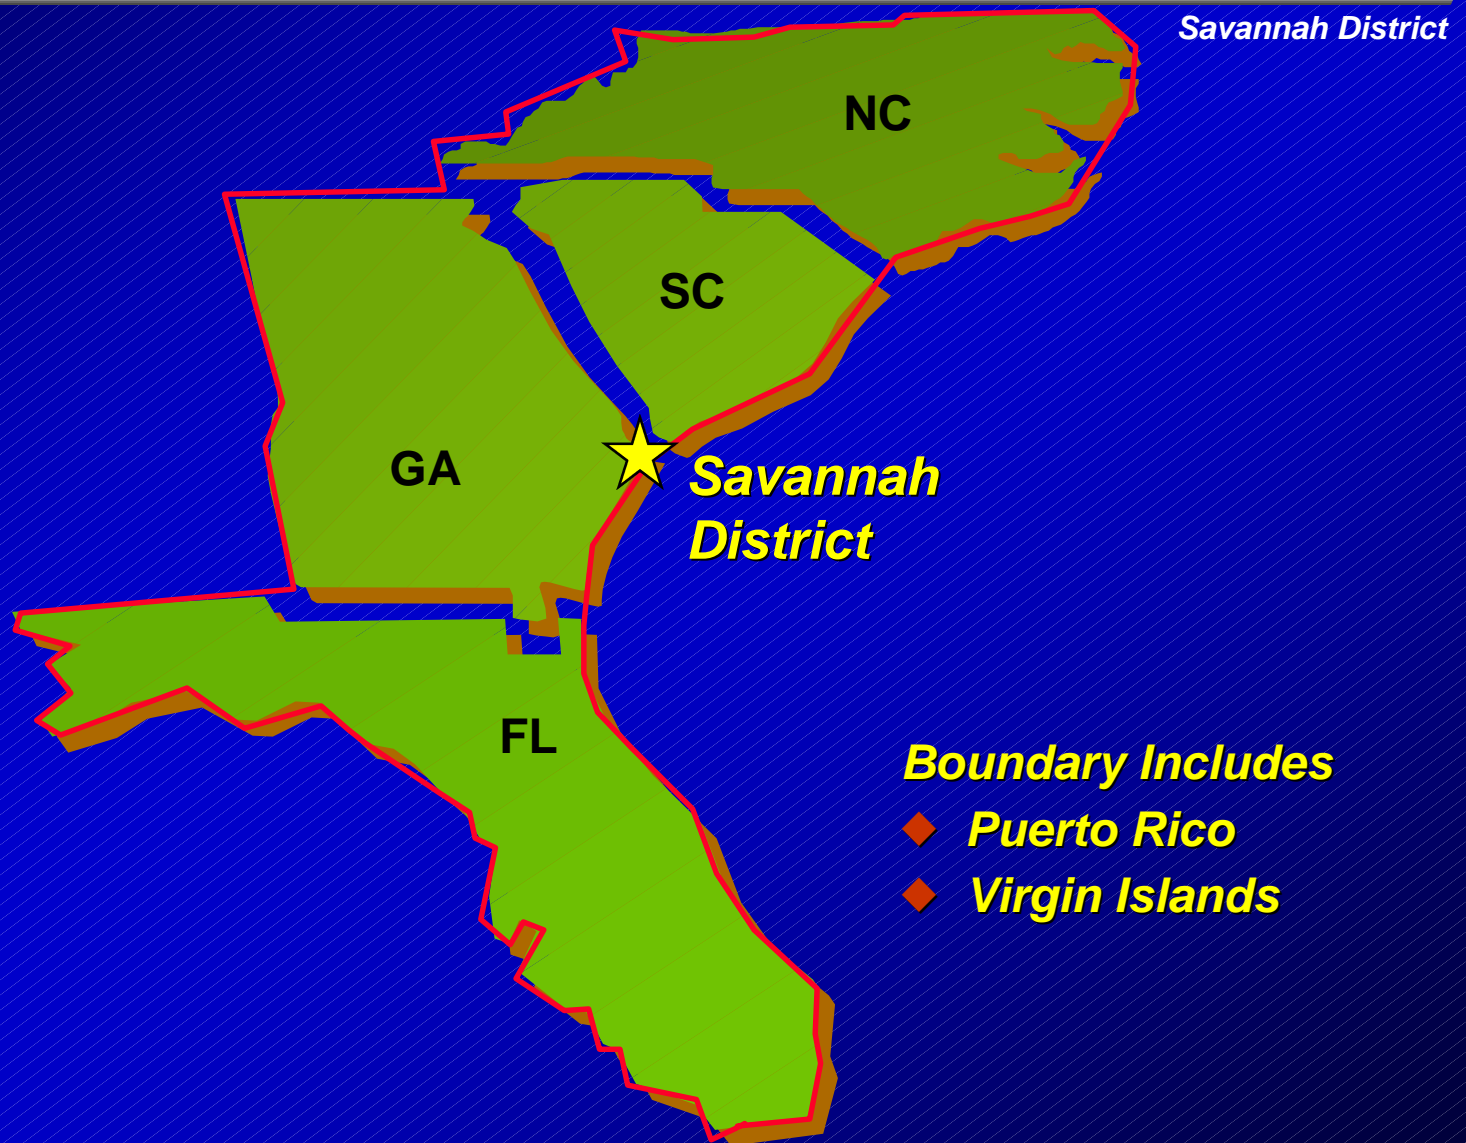 Savannah District
NC
SC
GA
Savannah
District
FL
Boundary Includes
Puerto Rico
Virgin Islands